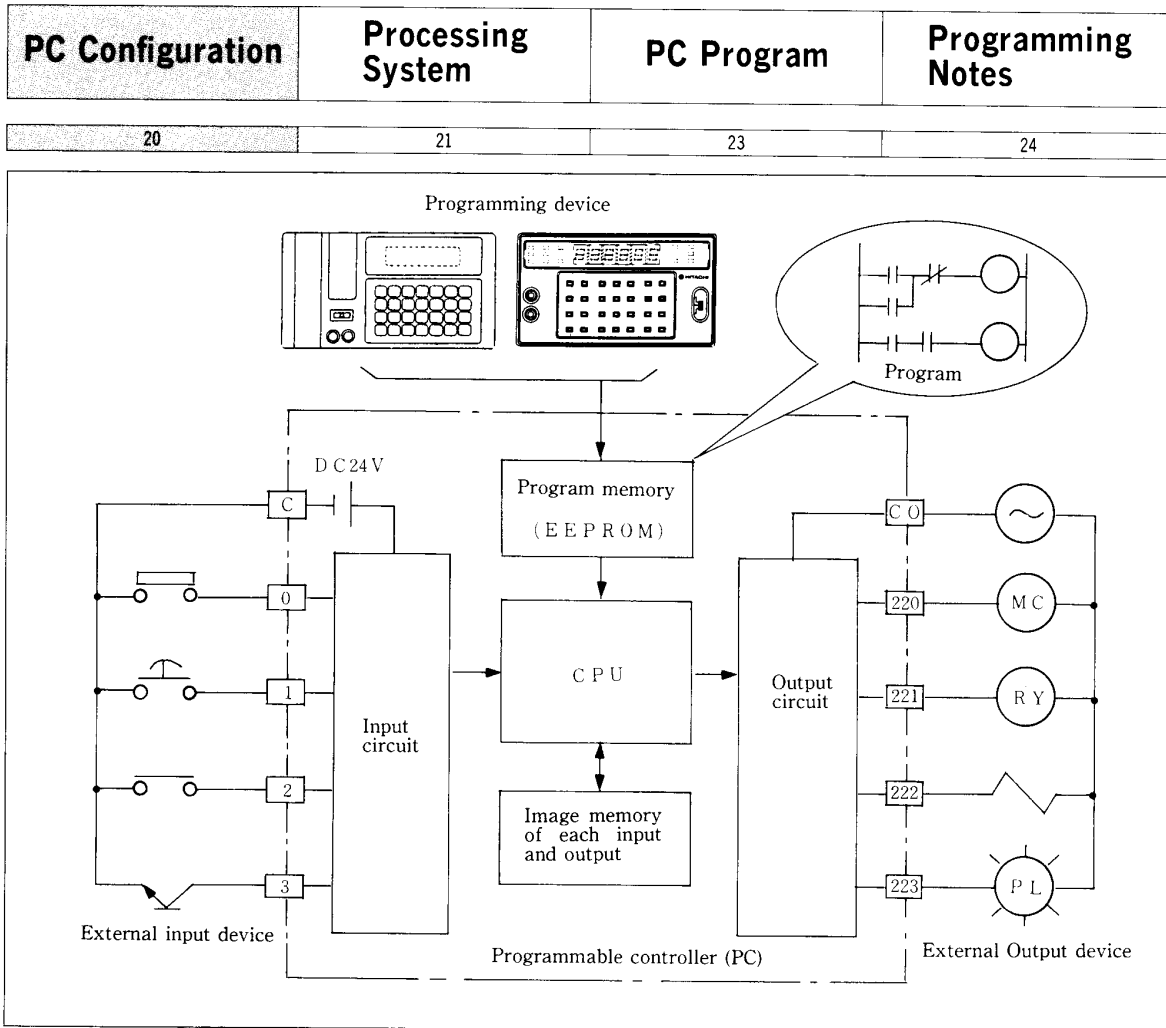 PC Configuration
Processing
System
PC Program
Programming
Notes
20
21
23
24
Programming device
HITACHI
Program
DC24V
C
Program memory
(EEPROM)
CO
0
220
MC
CPU
1
Input
circuit
Output
circuit
221
RY
2
Image memory
of each input
and output
222
3
223
PL
External input device
Programmable controller (PC)
External Output device